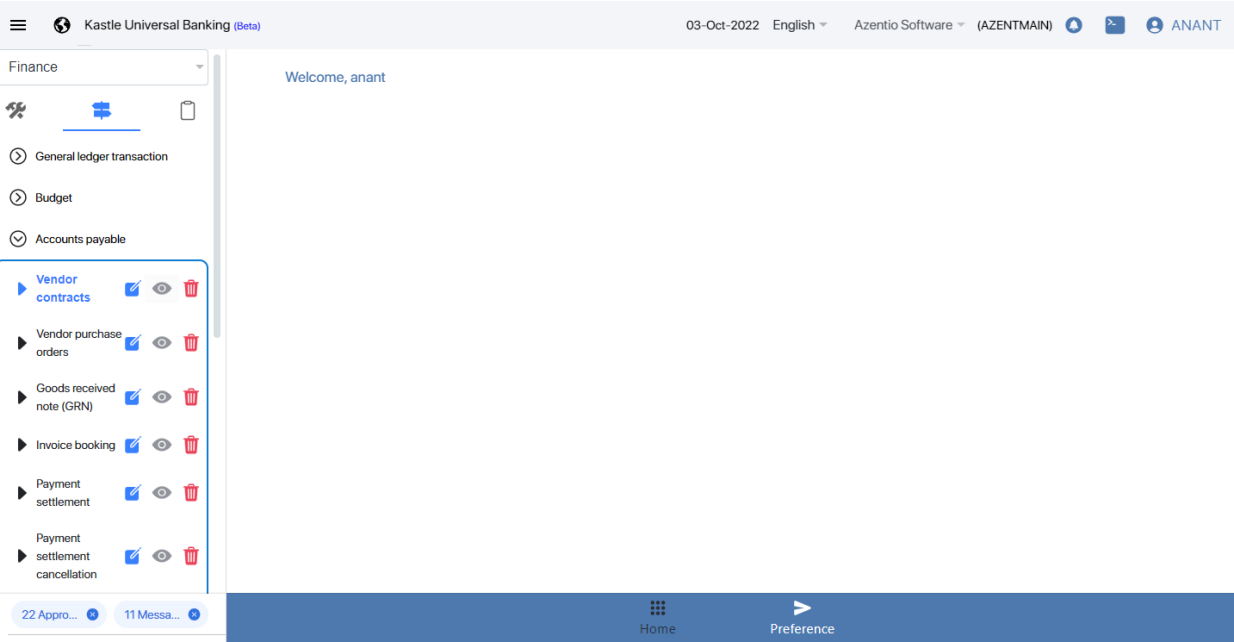 Kastle Universal Banking (Beta)
03-Oct-2022 English Azentio Software (AZENTMAIN) ANANT
Finance
Welcome, anant
General ledger transaction
Budget
Accounts payable
Vendor
contracts
Vendor purchase
orders
Goods received
note (GRN)
Invoice booking
Payment
settlement
Payment
settlement
cancellation
22 Appro... 11 Messa...
Home Preference